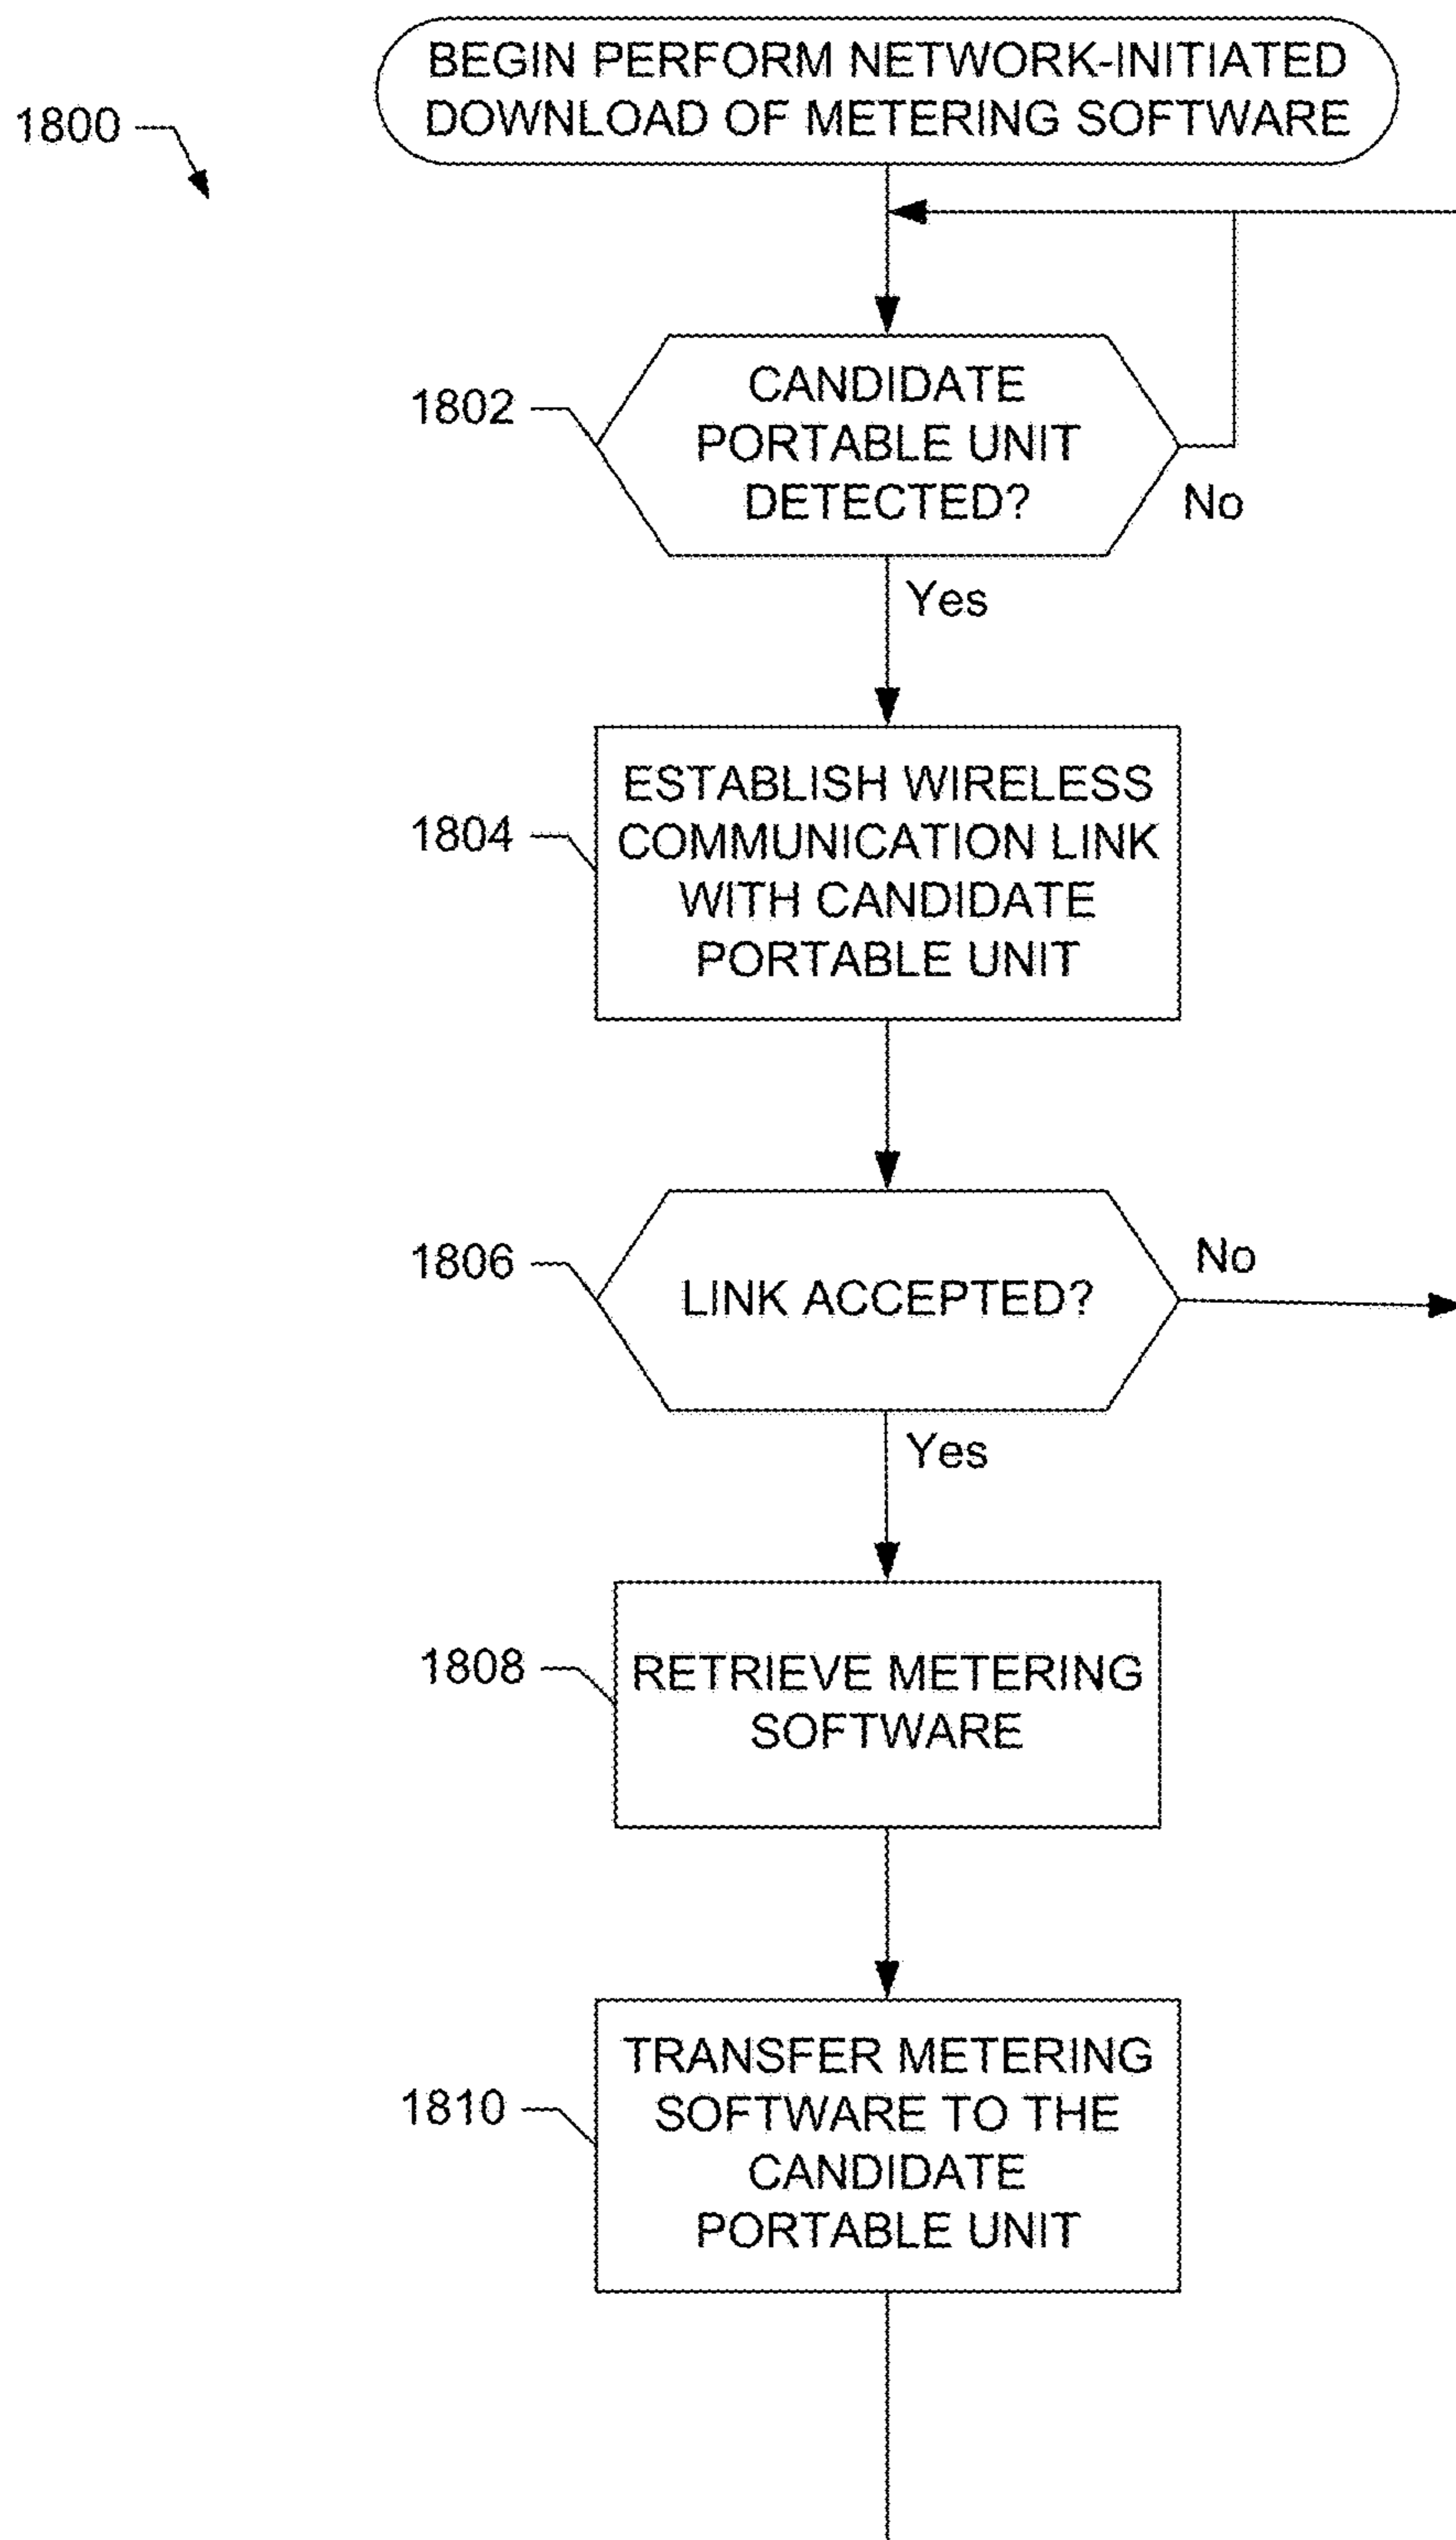 BEGIN PERFORM NETWORK-INITIATED
DOWNLOAD OF METERING SOFTWARE
1800
1802
CANDIDATE
PORTABLE UNIT
DETECTED?
No
Yes
1804
ESTABLISH WIRELESS
COMMUNICATION LINK
WITH CANDIDATE
PORTABLE UNIT
1806
LINK ACCEPTED?
No
Yes
1808
RETRIEVE METERING
SOFTWARE
1810
TRANSFER METERING
SOFTWARE TO THE
CANDIDATE
PORTABLE UNIT